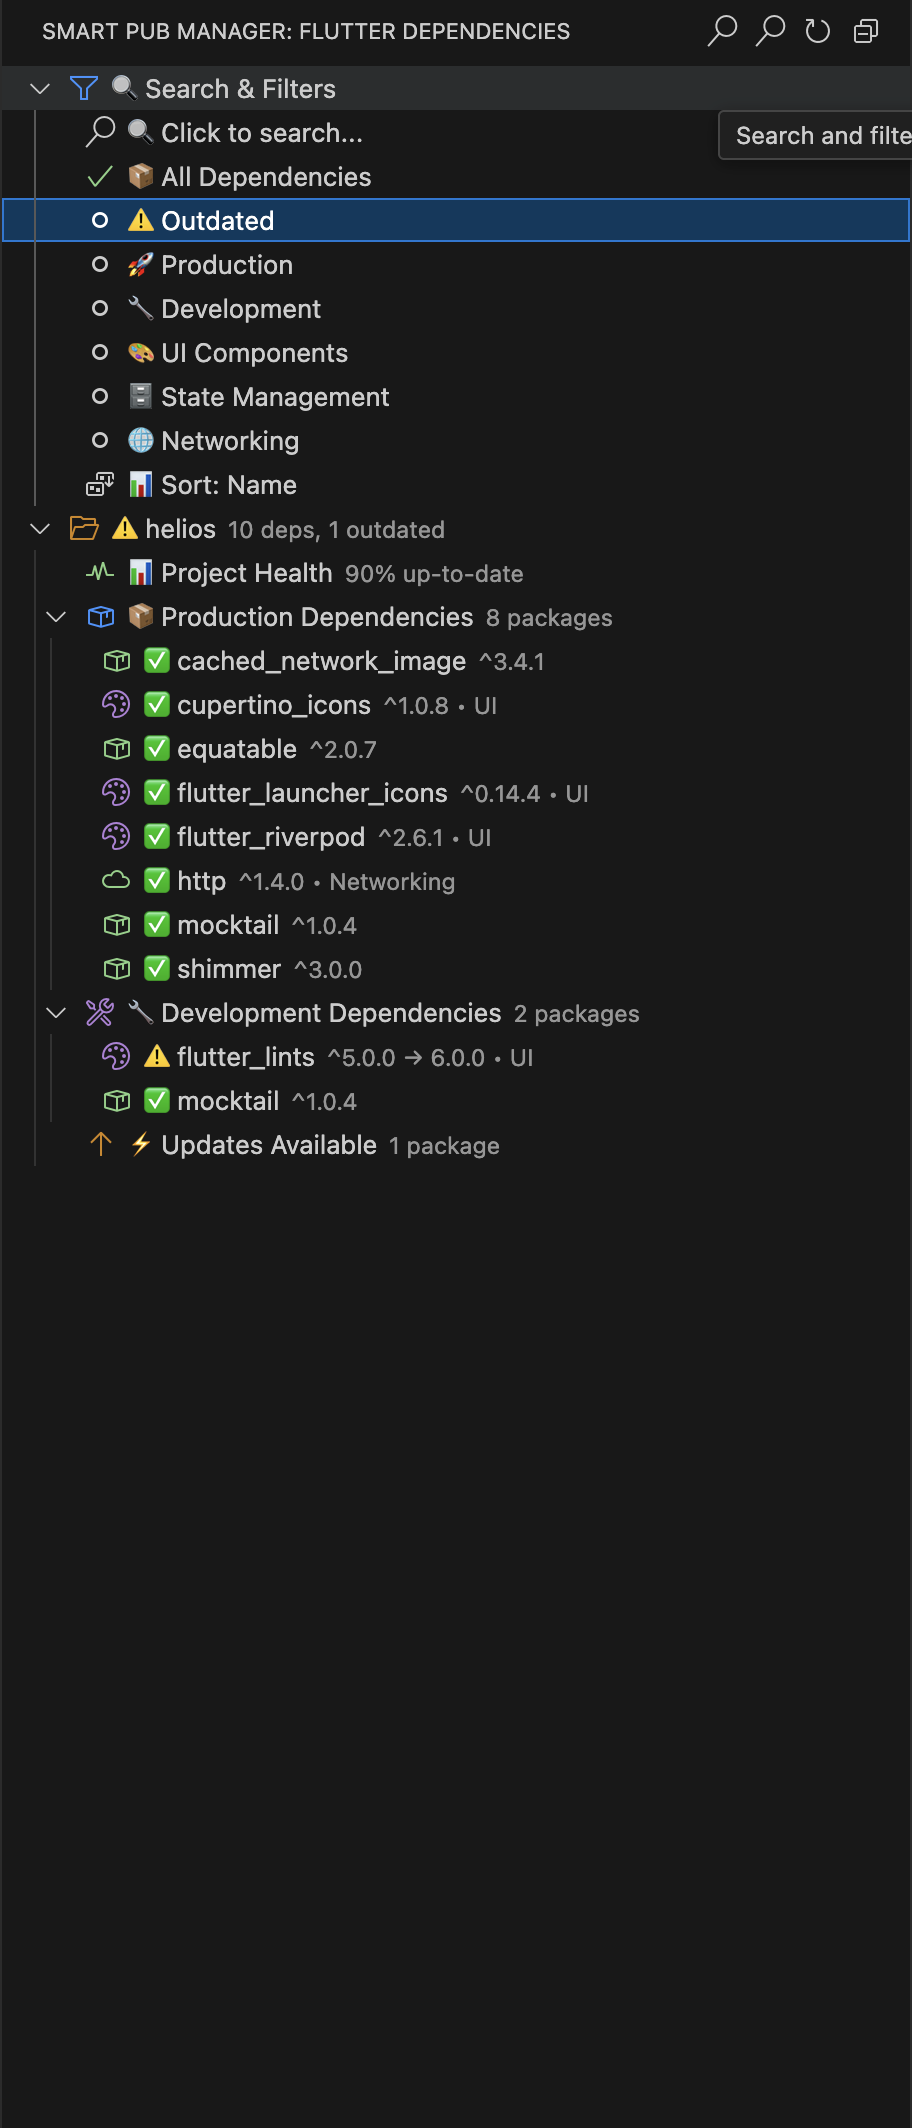 SMART PUB MANAGER: FLUTTER DEPENDENCIES
Search & Filters
Click to search...
Search and filte
All Dependencies
Outdated
Production
Development
UI Components
State Management
Networking
Sort: Name
helios 10 deps, 1 outdated
Project Health 90% up-to-date
Production Dependencies 8 packages
cached_network_image ^3.4.1
cupertino_icons ^1.0.8 • UI
equatable ^2.0.7
flutter_launcher_icons ^0.14.4 • UI
flutter_riverpod ^2.6.1 • UI
http ^1.4.0 • Networking
mocktail ^1.0.4
shimmer ^3.0.0
Development Dependencies 2 packages
flutter_lints ^5.0.0 → 6.0.0 • UI
mocktail ^1.0.4
Updates Available 1 package